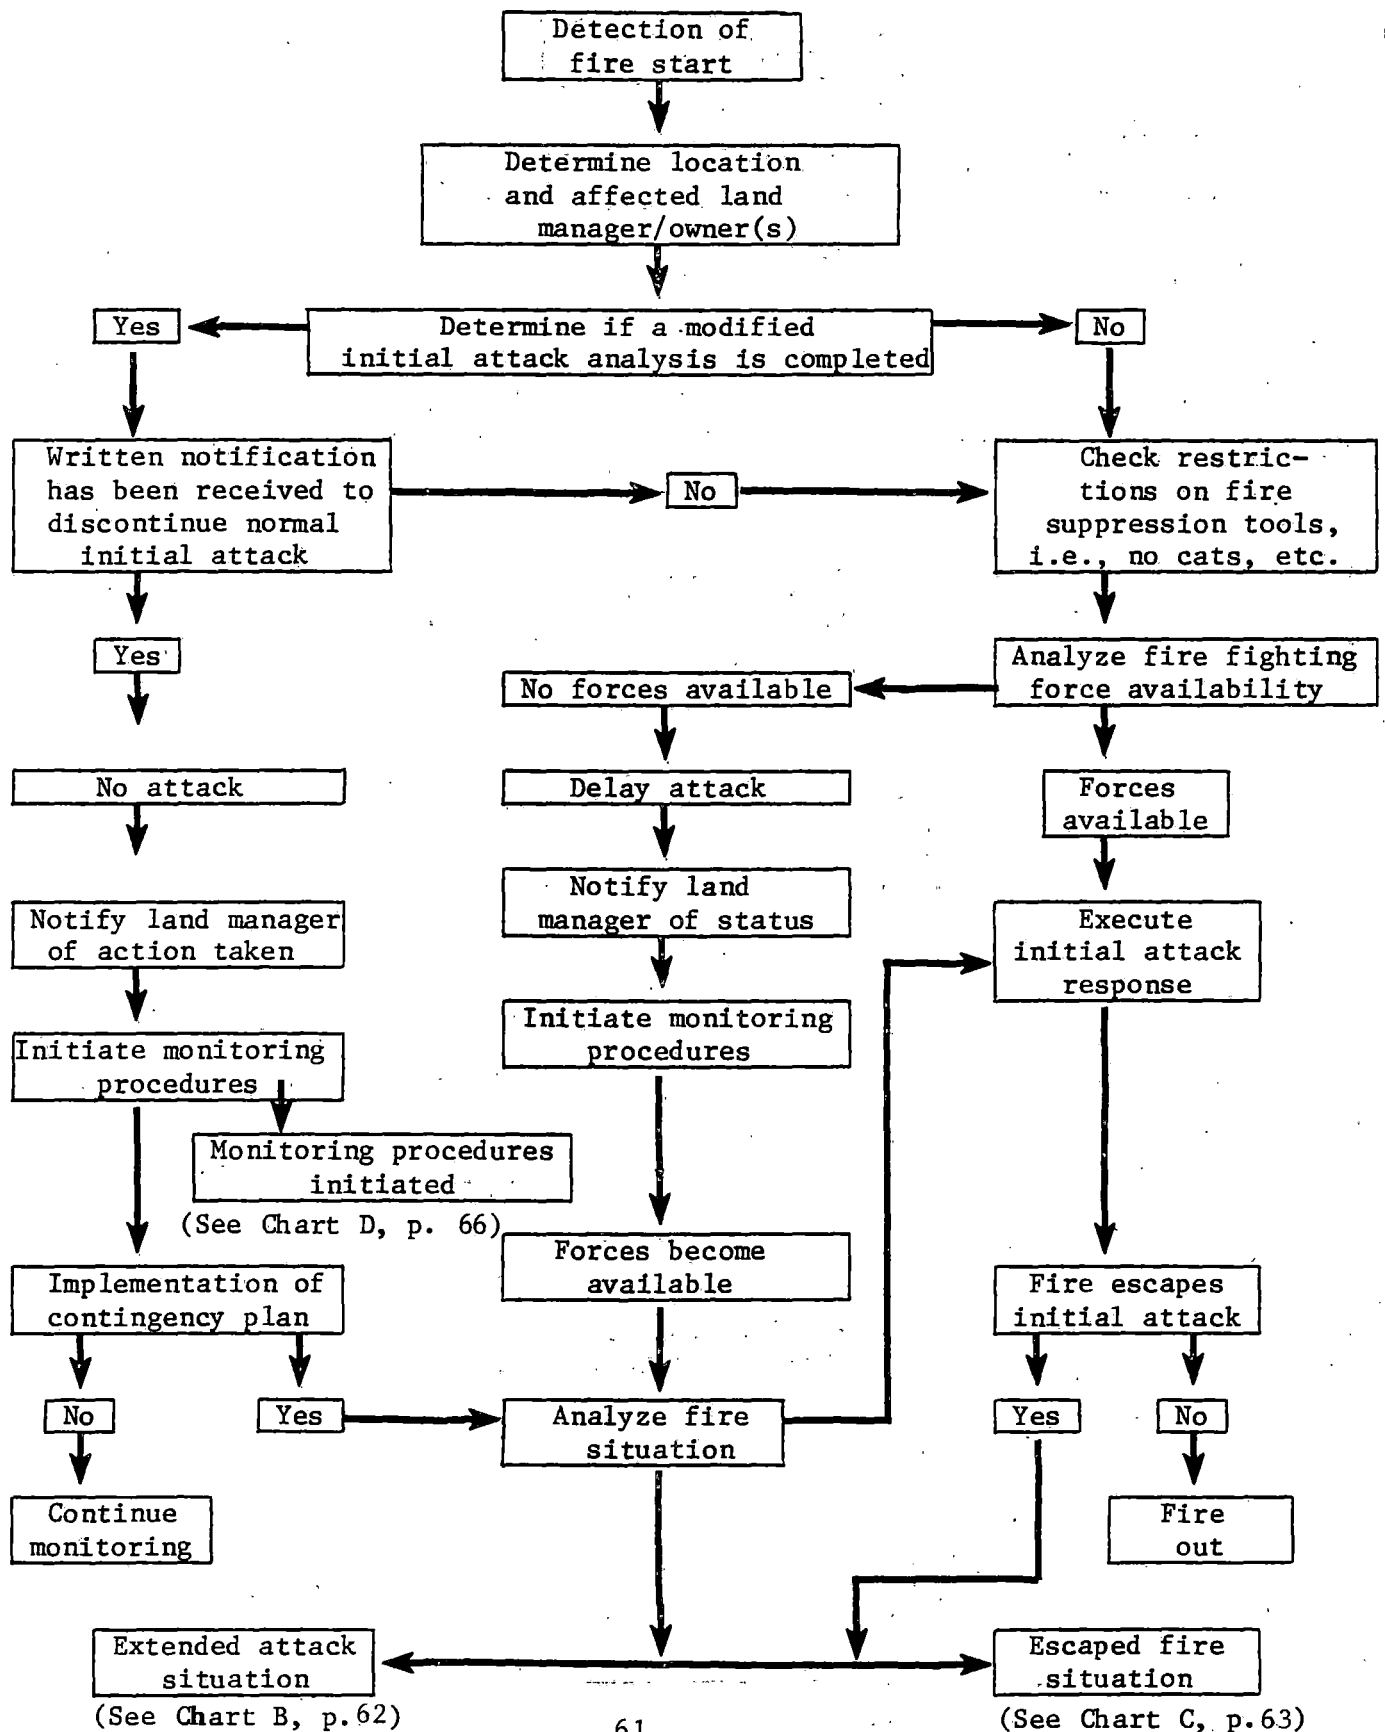 Detection of
fire start
Determine location
and affected land
manager/owner(s)
Yes
Determine if a modified
initial attack analysis is completed
No
Written notification
has been received to
discontinue normal
initial attack
No
Check restric-
tions on fire
suppression tools,
i.e., no cats, etc.
Yes
No forces available
Analyze fire fighting
force availability
No attack
Delay attack
Forces
available
Notify land manager
of action taken
Notify land
manager of status
Execute
initial attack
response
Initiate monitoring
procedures
Initiate monitoring
procedures
Monitoring procedures
initiated
(See Chart D, p. 66)
Implementation of
contingency plan
Forces become
available
Fire escapes
initial attack
No
Yes
Analyze fire
situation
Yes
No
Continue
monitoring
Fire
out
Extended attack
situation
(See Chart B, p.62)
Escaped fire
situation
(See Chart C, p.63)
61